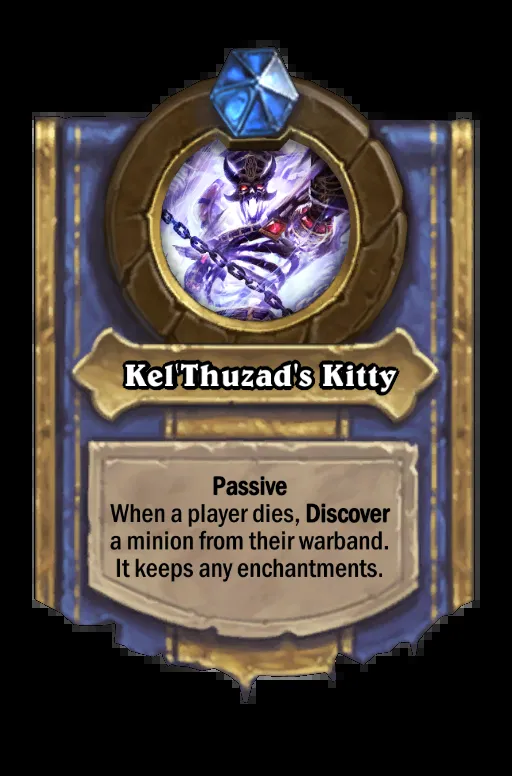 Kel'Thuzad's Kitty
Passive
When a player dies, Discover
a minion from their warband.
It keeps any enchantments.